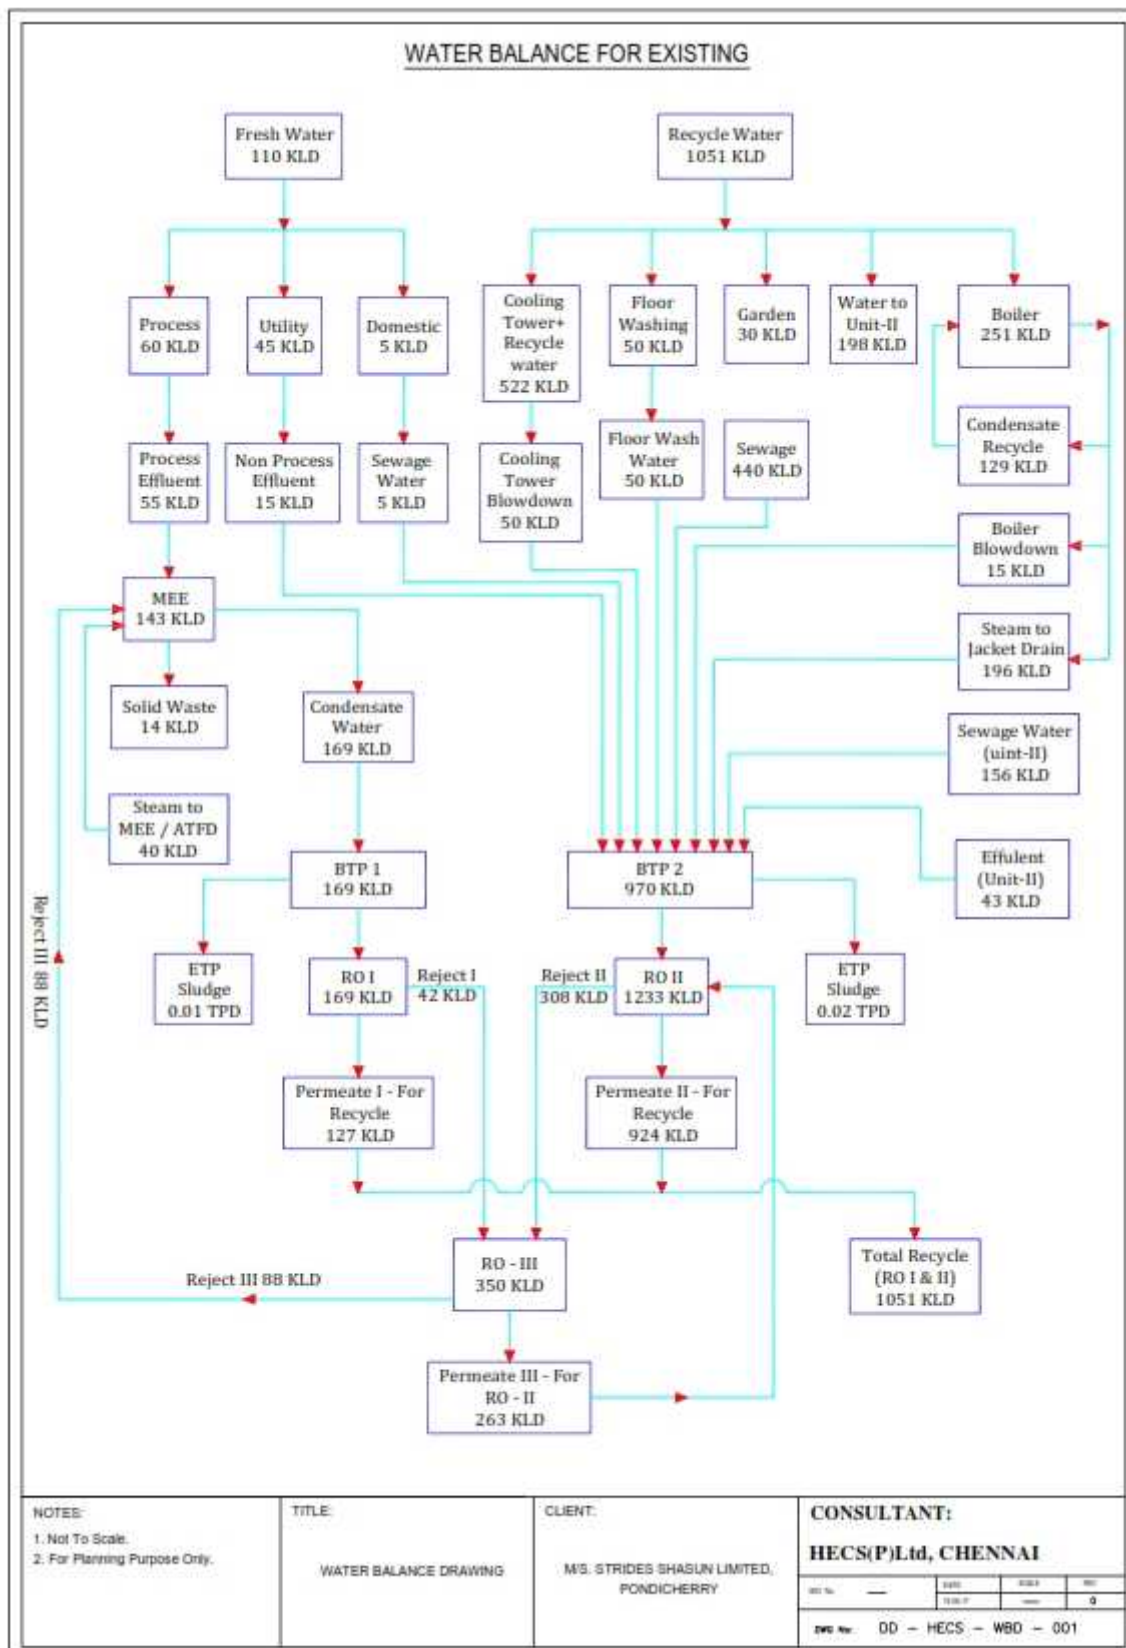 WATER BALANCE FOR EXISTING
Fresh Water
110 KLD
Recycle Water
1051 KLD
Process
60 KLD
Utility
45 KLD
Domestic
5 KLD
Cooling
Tower+
Recycle
water
522 KLD
Floor
Washing
50 KLD
Garden
30 KLD
Water to
Unit-II
198 KLD
Boiler
251 KLD
Process
Effluent
55 KLD
Non Process
Effluent
15 KLD
Sewage
Water
5 KLD
Cooling
Tower
Blowdown
50 KLD
Floor Wash
Water
50 KLD
Sewage
440 KLD
Condensate
Recycle
129 KLD
Boiler
Blowdown
15 KLD
MEE
143 KLD
Steam to
Jacket Drain
196 KLD
Solid Waste
14 KLD
Condensate
Water
169 KLD
Sewage Water
(uint-II)
156 KLD
Steam to
MEE / ATFD
40 KLD
BTP 1
169 KLD
BTP 2
970 KLD
Effulent
(Unit-II)
43 KLD
Reject III 88 KLD
ETP
Sludge
0.01 TPD
RO I
169 KLD
Reject I
42 KLD
Reject II
308 KLD
RO II
1233 KLD
ETP
Sludge
0.02 TPD
Permeate I - For
Recycle
127 KLD
Permeate II - For
Recycle
924 KLD
RO - III
350 KLD
Total Recycle
(RO I & II)
1051 KLD
Reject III 88 KLD
Permeate III - For
RO - II
263 KLD
NOTES:
1. Not To Scale.
2. For Planning Purpose Only.
TITLE:
WATER BALANCE DRAWING
CLIENT:
M/S. STRIDES SHASUN LIMITED,
PONDICHERRY
CONSULTANT:
HECS(P)Ltd, CHENNAI
DATE
SCALE
0
DWG No: DD - HECS - WBD - 001